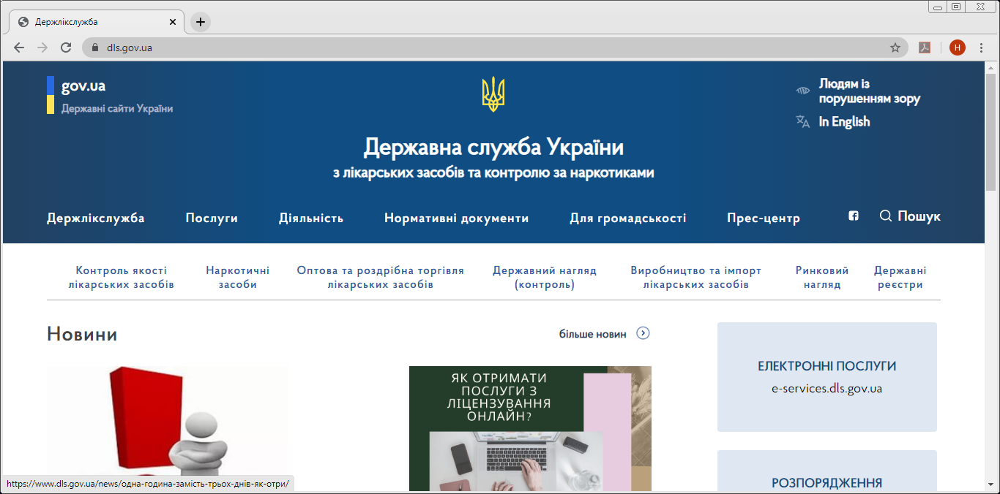 Держлікслужба
dls.gov.ua
H
gov.ua
Державні сайти України
Людям із
порушенням зору
In English
Державна служба України
з лікарських засобів та контролю за наркотиками
Держлікслужба Послуги Діяльність Нормативні документи Для громадськості Прес-центр Пошук
Контроль якості
лікарських засобів
Наркотичні
засоби
Оптова та роздрібна торгівля
лікарських засобів
Державний нагляд
(контроль)
Виробництво та імпорт
лікарських засобів
Ринковий
нагляд
Державні
реєстри
Новини
більше новин
ЯК ОТРИМАТИ
ПОСЛУГИ З
ЛІЦЕНЗУВАННЯ
ОНЛАЙН?
ЕЛЕКТРОННІ ПОСЛУГИ
e-services.dls.gov.ua
РОЗПОРЯДЖЕННЯ
https://www.dls.gov.ua/news/одна-година-замість-трьох-днів-як-отри/